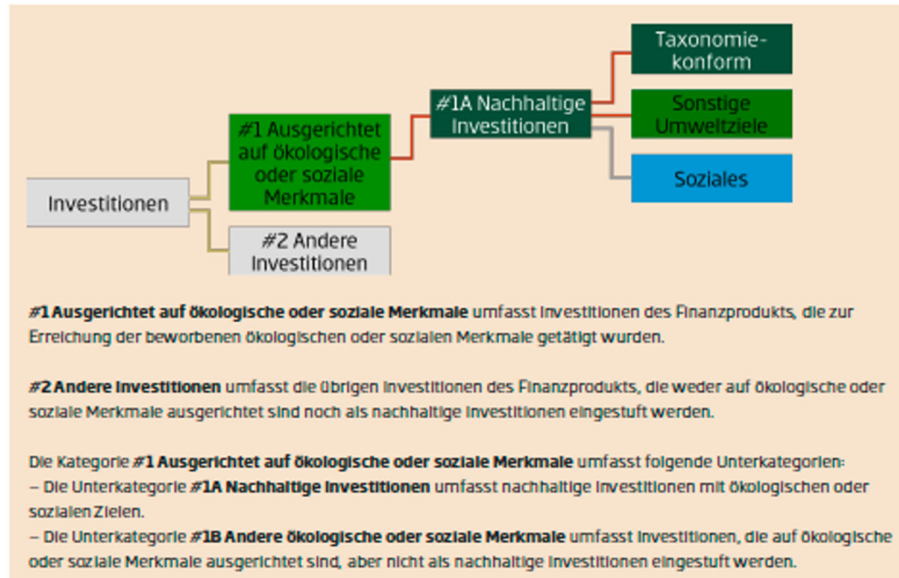 Taxonomie-
konform
#1A Nachhaltige
Investitionen
Sonstige
Umweltziele
#1 Ausgerichtet
auf ökologische
oder soziale
Merkmale
Soziales
Investitionen
#2 Andere
Investitionen
#1 Ausgerichtet auf ökologische oder soziale Merkmale umfasst Investitionen des Finanzprodukts, die zur
Erreichung der beworbenen ökologischen oder sozialen Merkmale getätigt wurden.
#2 Andere Investitionen umfasst die übrigen Investitionen des Finanzprodukts, die weder auf ökologische oder
soziale Merkmale ausgerichtet sind noch als nachhaltige Investitionen eingestuft werden.
Die Kategorie #1 Ausgerichtet auf ökologische oder soziale Merkmale umfasst folgende Unterkategorien:
– Die Unterkategorie #1A Nachhaltige Investitionen umfasst nachhaltige Investitionen mit ökologischen oder
sozialen Zielen.
– Die Unterkategorie #1B Andere ökologische oder soziale Merkmale umfasst Investitionen, die auf ökologische
oder soziale Merkmale ausgerichtet sind, aber nicht als nachhaltige Investitionen eingestuft werden.